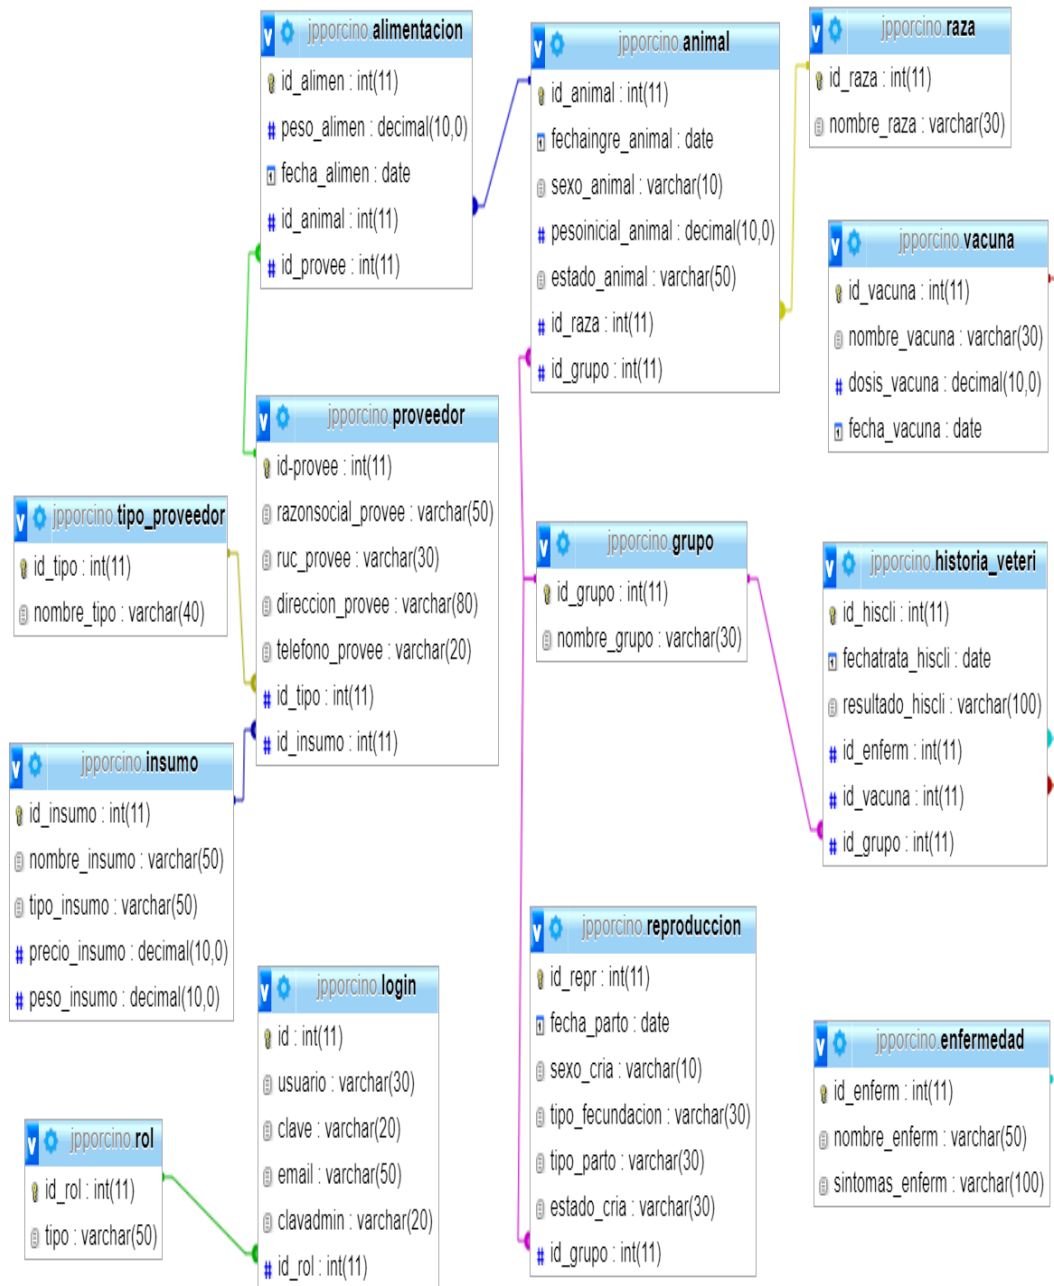 jpporcino.alimentacion
id_alimen : int(11)
peso_alimen : decimal(10,0)
fecha_alimen : date
id_animal : int(11)
id_provee : int(11)
jpporcino.animal
id_animal : int(11)
fechaingre_animal : date
sexo_animal : varchar(10)
pesoinicial_animal : decimal(10,0)
estado_animal : varchar(50)
id_raza : int(11)
id_grupo : int(11)
jpporcino.raza
id_raza : int(11)
nombre_raza : varchar(30)
jpporcino.vacuna
id_vacuna : int(11)
nombre_vacuna : varchar(30)
dosis_vacuna : decimal(10,0)
fecha_vacuna : date
jpporcino.proveedor
id-provee : int(11)
razonsocial_provee : varchar(50)
ruc_provee : varchar(30)
direccion_provee : varchar(80)
telefono_provee : varchar(20)
id_tipo : int(11)
id_insumo : int(11)
jpporcino.tipo_proveedor
id_tipo : int(11)
nombre_tipo : varchar(40)
jpporcino.grupo
id_grupo : int(11)
nombre_grupo : varchar(30)
jpporcino.historia_veteri
id_hiscli : int(11)
fechatrata_hiscli : date
resultado_hiscli : varchar(100)
id_enferm : int(11)
id_vacuna : int(11)
id_grupo : int(11)
jpporcino.insumo
id_insumo : int(11)
nombre_insumo : varchar(50)
tipo_insumo : varchar(50)
precio_insumo : decimal(10,0)
peso_insumo : decimal(10,0)
jpporcino.login
id : int(11)
usuario : varchar(30)
clave : varchar(20)
email : varchar(50)
clavadmin : varchar(20)
id_rol : int(11)
jpporcino.reproduccion
id_repr : int(11)
fecha_parto : date
sexo_cria : varchar(10)
tipo_fecundacion : varchar(30)
tipo_parto : varchar(30)
estado_cria : varchar(30)
id_grupo : int(11)
jpporcino.enfermedad
id_enferm : int(11)
nombre_enferm : varchar(50)
sintomas_enferm : varchar(100)
jpporcino.rol
id_rol : int(11)
tipo : varchar(50)